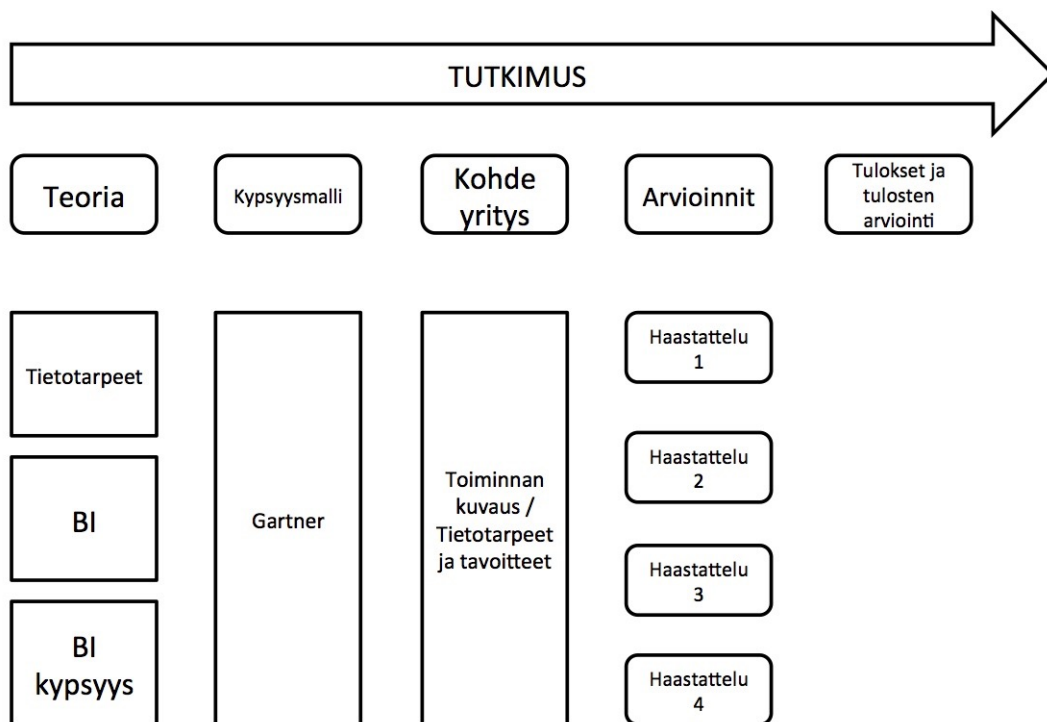 TUTKIMUS
Teoria
Kypsyysmalli
Kohde
yritys
Arvioinnit
Tulokset ja
tulosten
arviointi
Tietotarpeet
BI
BI
kypsyys
Gartner
Toiminnan
kuvaus /
Tietotarpeet
ja tavoitteet
Haastattelu
1
Haastattelu
2
Haastattelu
3
Haastattelu
4